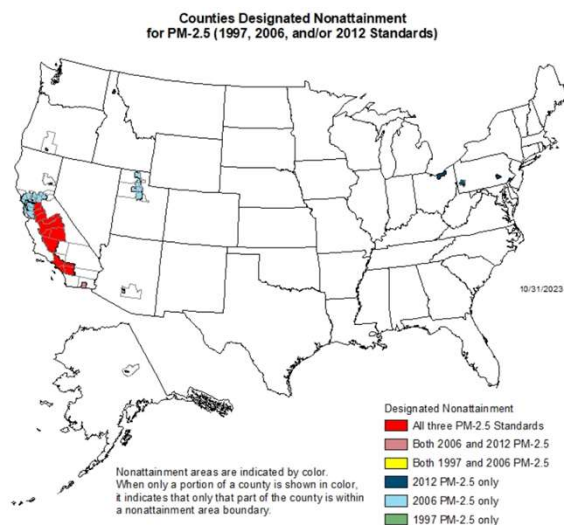 Counties Designated Nonattainment
for PM-2.5 (1997, 2006, and/or 2012 Standards)
10/31/2023
Designated Nonattainment
All three PM-2.5 Standards
Both 2006 and 2012 PM-2.5
Both 1997 and 2006 PM-2.5
2012 PM-2.5 only
2006 PM-2.5 only
1997 PM-2.5 only
Nonattainment areas are indicated by color.
When only a portion of a county is shown in color,
it indicates that only that part of the county is within
a nonattainment area boundary.